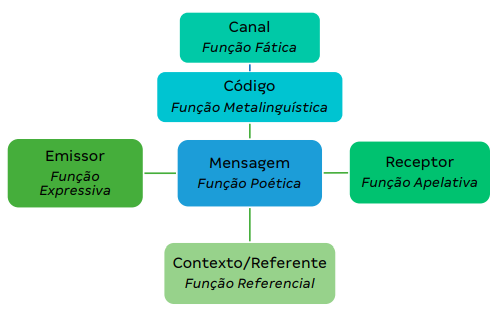 Canal
Função Fática
Código
Função Metalinguística
Emissor
Função
Expressiva
Mensagem
Função Poética
Receptor
Função Apelativa
Contexto/Referente
Função Referencial